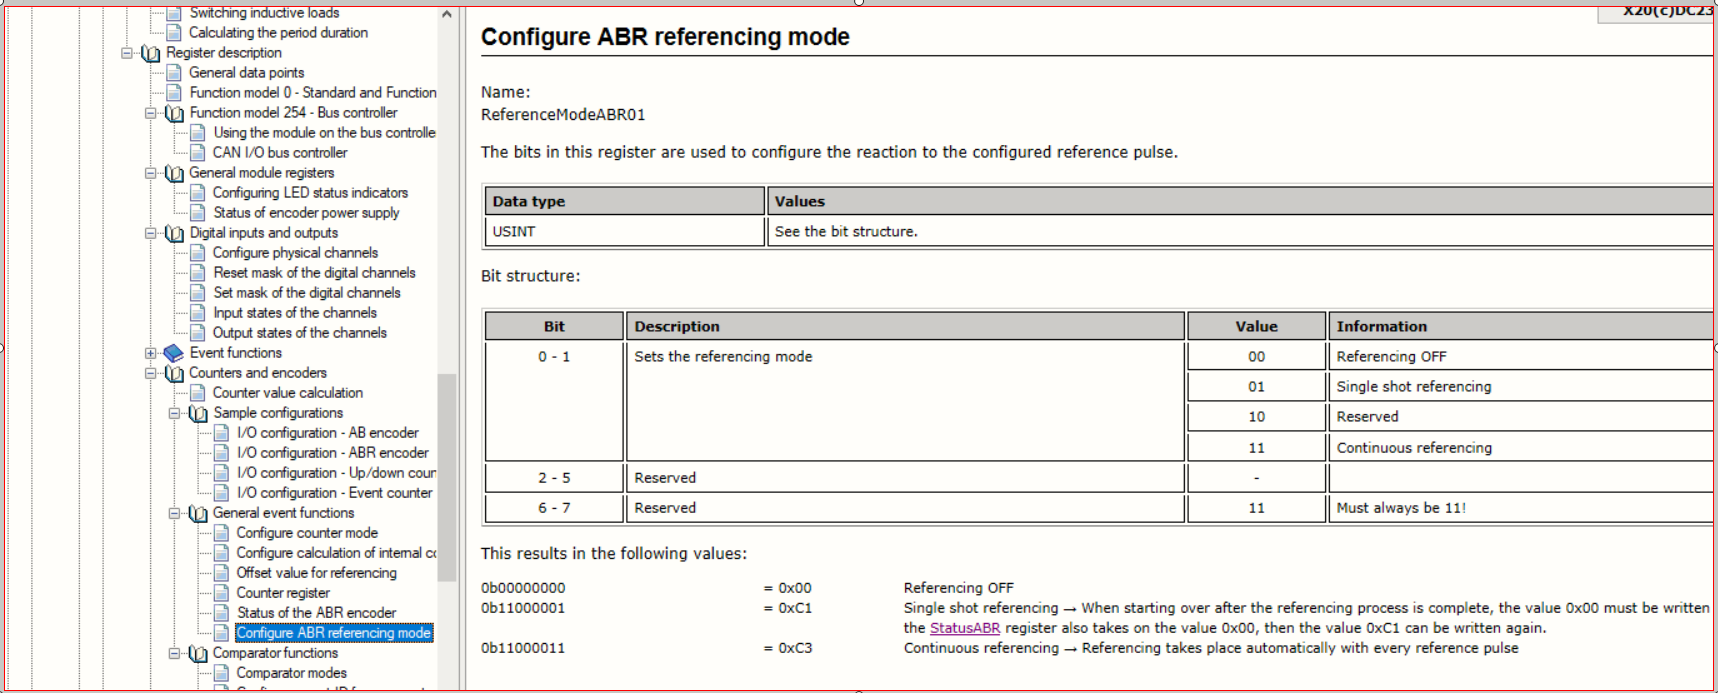 Switching inductive loads
Calculating the period duration
Register description
General data points
Function model 0 - Standard and Function
Function model 254 - Bus controller
Using the module on the bus controlle
CAN I/O bus controller
General module registers
Configuring LED status indicators
Status of encoder power supply
Digital inputs and outputs
Configure physical channels
Reset mask of the digital channels
Set mask of the digital channels
Input states of the channels
Output states of the channels
Event functions
Counters and encoders
Counter value calculation
Sample configurations
I/O configuration - AB encoder
I/O configuration - ABR encoder
I/O configuration - Up/down coun
I/O configuration - Event counter
General event functions
Configure counter mode
Configure calculation of internal co
Offset value for referencing
Counter register
Status of the ABR encoder
Configure ABR referencing mode
Comparator functions
Comparator modes
X20(c)DC23
Configure ABR referencing mode
Name:
ReferenceModeABR01
The bits in this register are used to configure the reaction to the configured reference pulse.
Data type Values
USINT See the bit structure.
Bit structure:
Bit Description Value Information
0 - 1 Sets the referencing mode 00 Referencing OFF
01 Single shot referencing
10 Reserved
11 Continuous referencing
2 - 5 Reserved -
6 - 7 Reserved 11 Must always be 11!
This results in the following values:
0b00000000 = 0x00 Referencing OFF
0b11000001 = 0xC1 Single shot referencing → When starting over after the referencing process is complete, the value 0x00 must be written
the StatusABR register also takes on the value 0x00, then the value 0xC1 can be written again.
0b11000011 = 0xC3 Continuous referencing → Referencing takes place automatically with every reference pulse